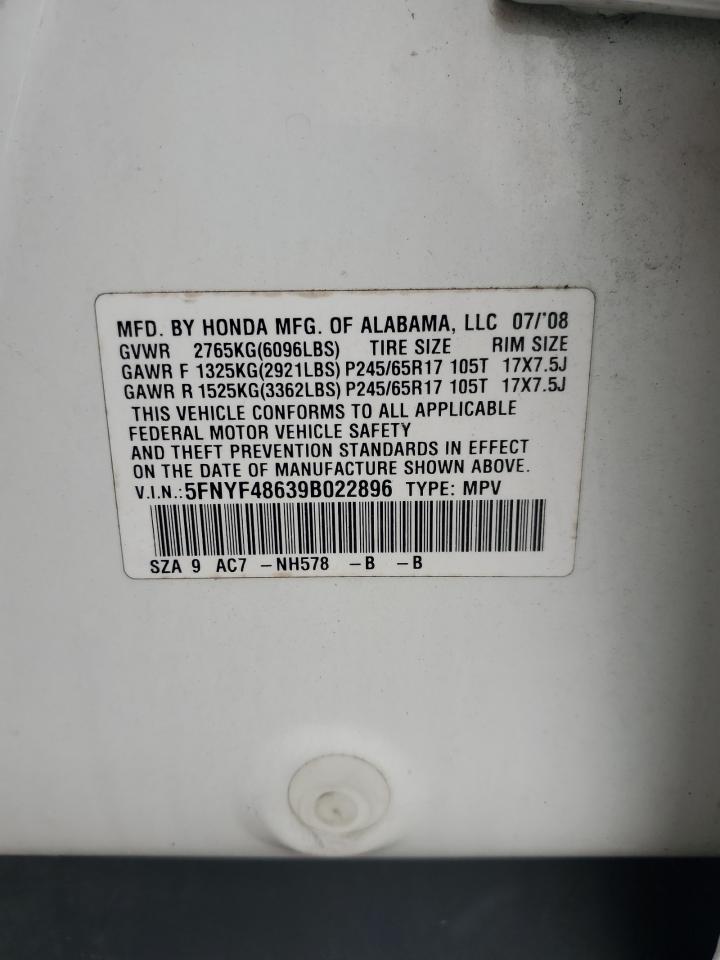 MFD. BY HONDA MFG. OF ALABAMA, LLC 07/'08
GVWR 2765KG(6096LBS) TIRE SIZE RIM SIZE
GAWR F 1325KG(2921LBS) P245/65R17 105T 17X7.5J
GAWR R 1525KG(3362LBS) P245/65R17 105T 17X7.5J
THIS VEHICLE CONFORMS TO ALL APPLICABLE
FEDERAL MOTOR VEHICLE SAFETY
AND THEFT PREVENTION STANDARDS IN EFFECT
ON THE DATE OF MANUFACTURE SHOWN ABOVE.
V.I.N.:5FNYF48639B022896 TYPE: MPV
SZA 9 AC7 -NH578 -B -B